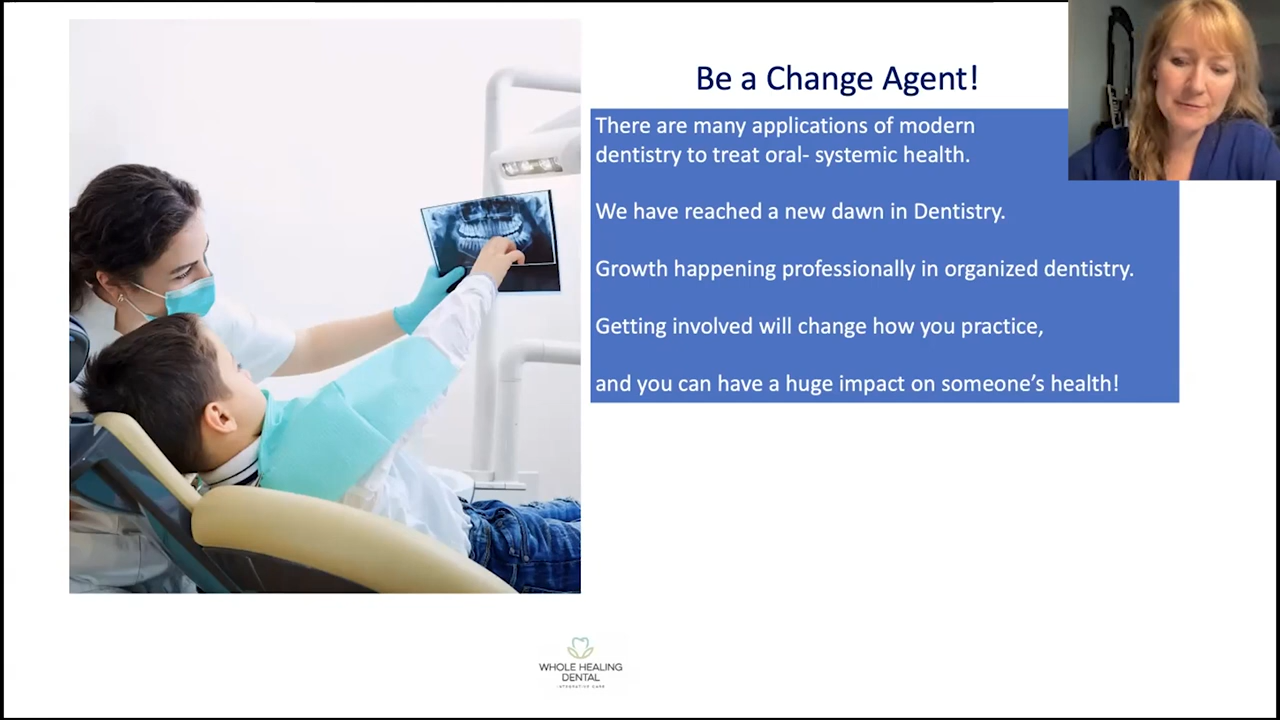 Be a Change Agent!
There are many applications of modern
dentistry to treat oral- systemic health.
We have reached a new dawn in Dentistry.
Growth happening professionally in organized dentistry.
Getting involved will change how you practice,
and you can have a huge impact on someone’s health!
WHOLE HEALING
DENTAL
INTEGRATIVE CARE